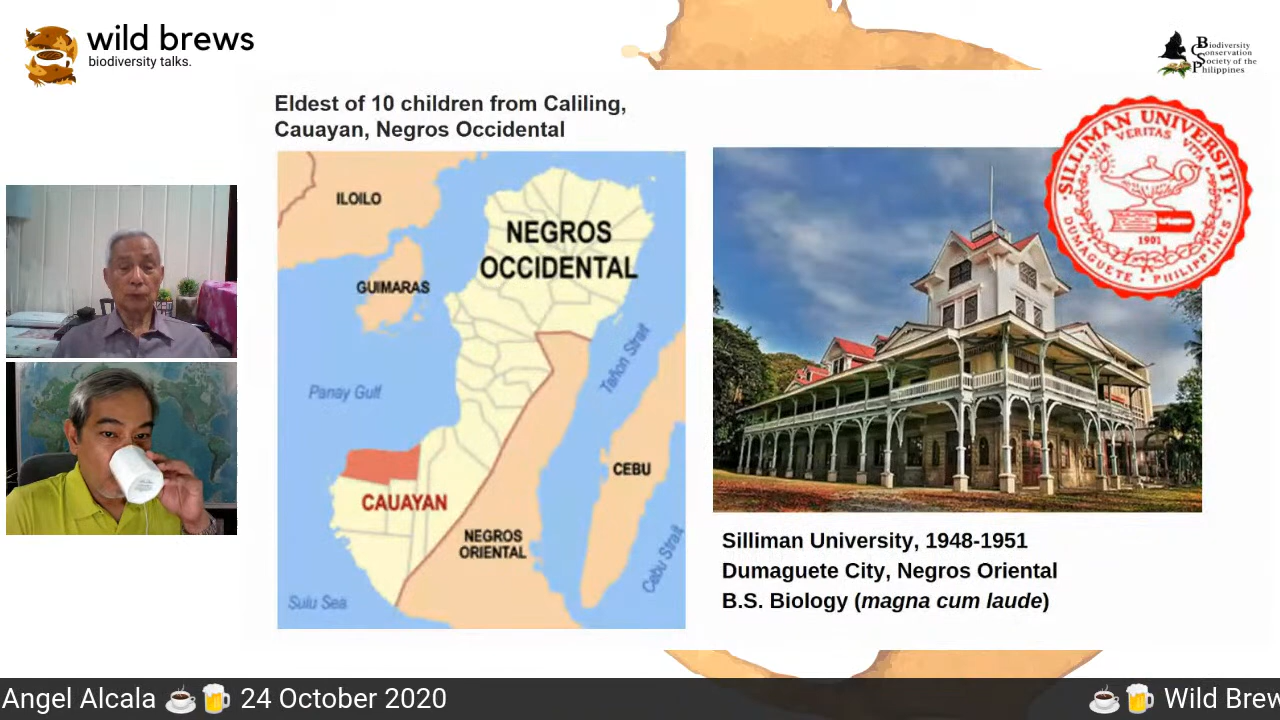 wild brews
biodiversity talks.
Biodiversity
Conservation
Society of the
Philippines
Eldest of 10 children from Caliling,
Cauayan, Negros Occidental
ILOILO
GUIMARAS
NEGROS
OCCIDENTAL
Panay Gulf
Tañon Strait
CEBU
CAUAYAN
NEGROS
ORIENTAL
Cebu Strait
Sulu Sea
SILLIMAN UNIVERSITY
VIA VERITAS VITA
1901
DUMAGUETE · PHILIPPINES
Silliman University, 1948-1951
Dumaguete City, Negros Oriental
B.S. Biology (magna cum laude)
Angel Alcala ☕🍺 24 October 2020
☕🍺 Wild Brew